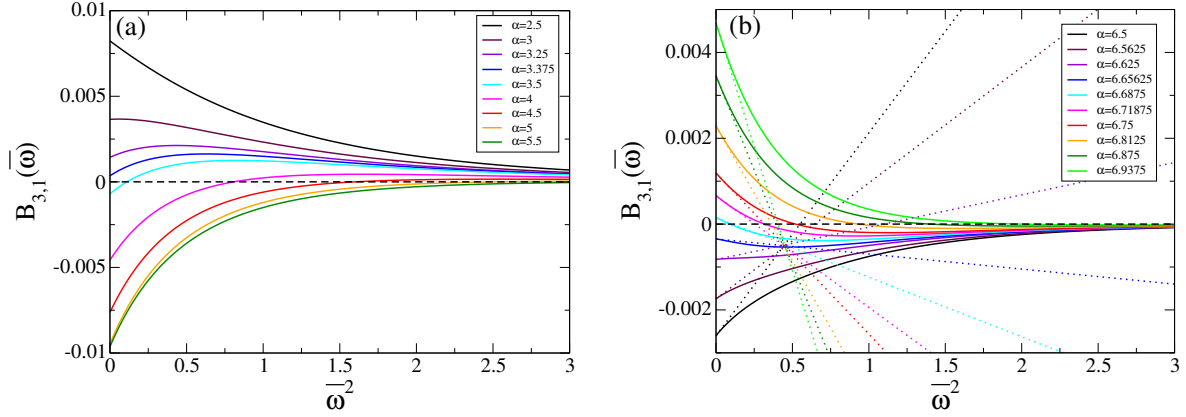 (a)
0.01
0.005
0
-0.005
-0.01
B3,1(ω̅)
0 0.5 1 1.5 2 2.5 3
ω̅²
α=2.5
α=3
α=3.25
α=3.375
α=3.5
α=4
α=4.5
α=5
α=5.5
(b)
0.004
0.002
0
-0.002
B3,1(ω̅)
0 0.5 1 1.5 2 2.5 3
ω̅²
α=6.5
α=6.5625
α=6.625
α=6.65625
α=6.6875
α=6.71875
α=6.75
α=6.8125
α=6.875
α=6.9375